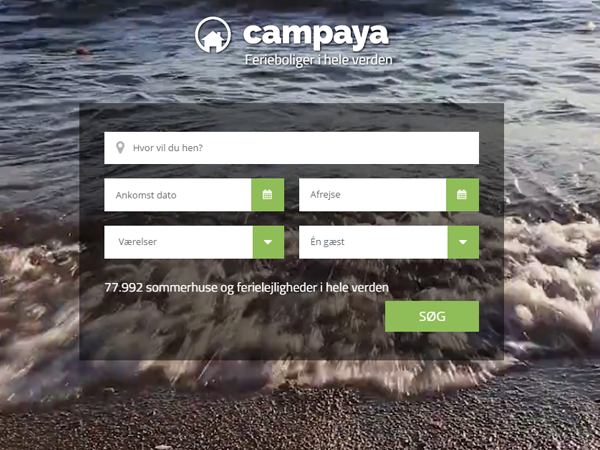 campaya
Ferieboliger i hele verden
Hvor vil du hen?
Ankomst dato
Afrejse
Værelser
Én gæst
77.992 sommerhuse og ferielejligheder i hele verden
SØG